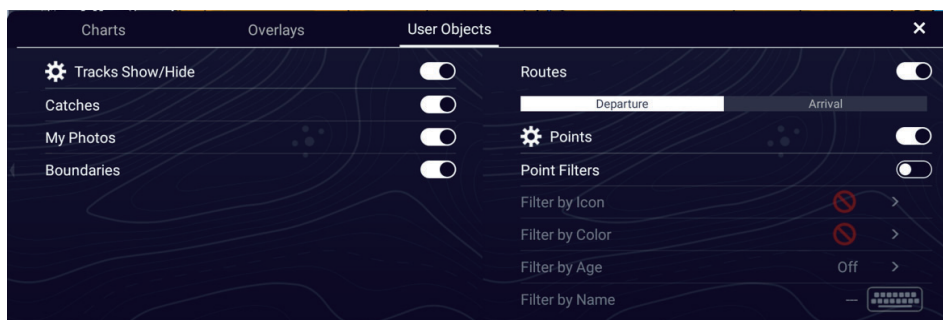 Charts Overlays User Objects
Tracks Show/Hide
Catches
My Photos
Boundaries
Routes
Departure Arrival
Points
Point Filters
Filter by Icon
Filter by Color
Filter by Age Off
Filter by Name ---